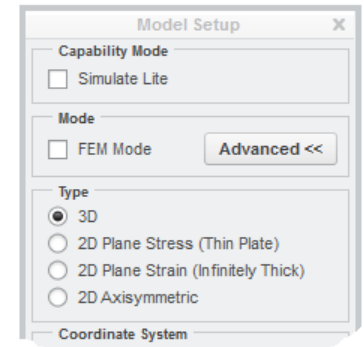 Model Setup X
Capability Mode
Simulate Lite
Mode
FEM Mode Advanced <<
Type
3D
2D Plane Stress (Thin Plate)
2D Plane Strain (Infinitely Thick)
2D Axisymmetric
Coordinate System